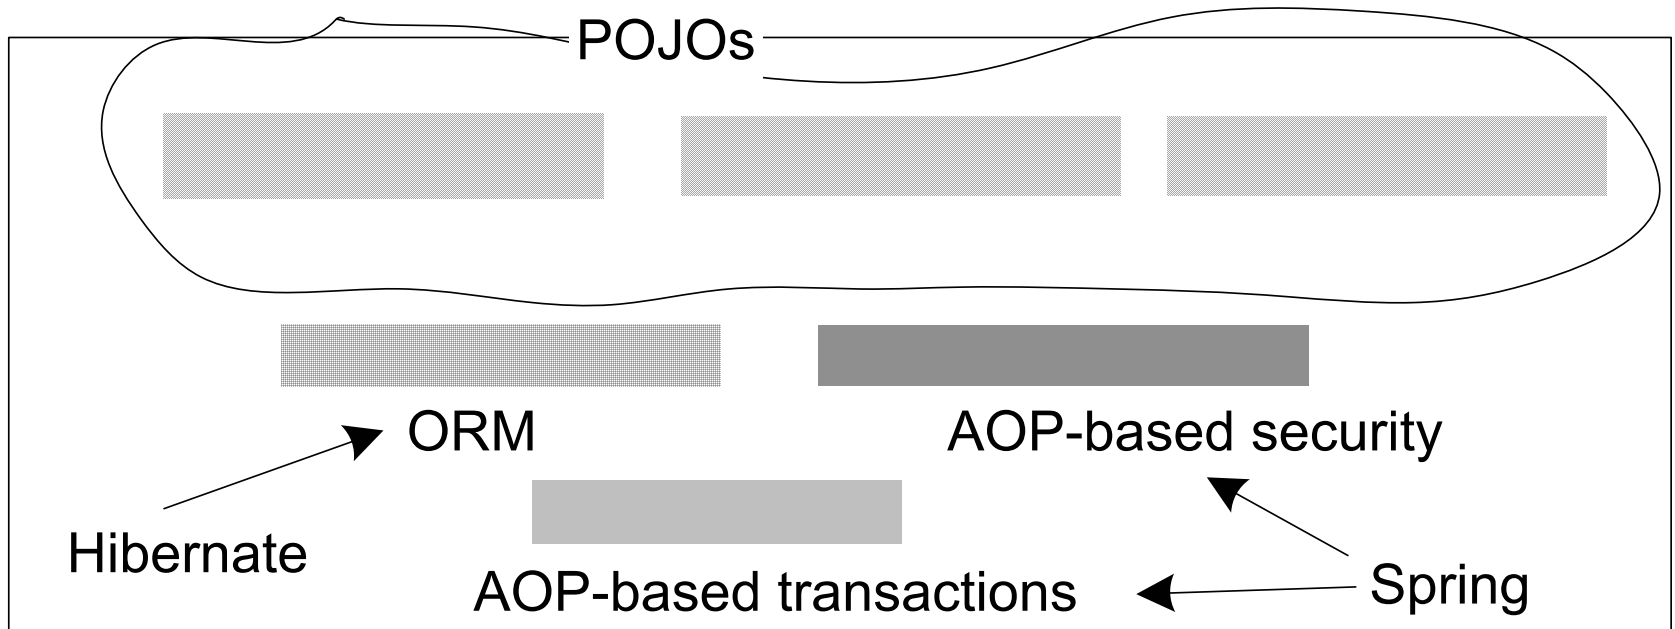 POJOs
ORM
AOP-based security
Hibernate
AOP-based transactions
Spring